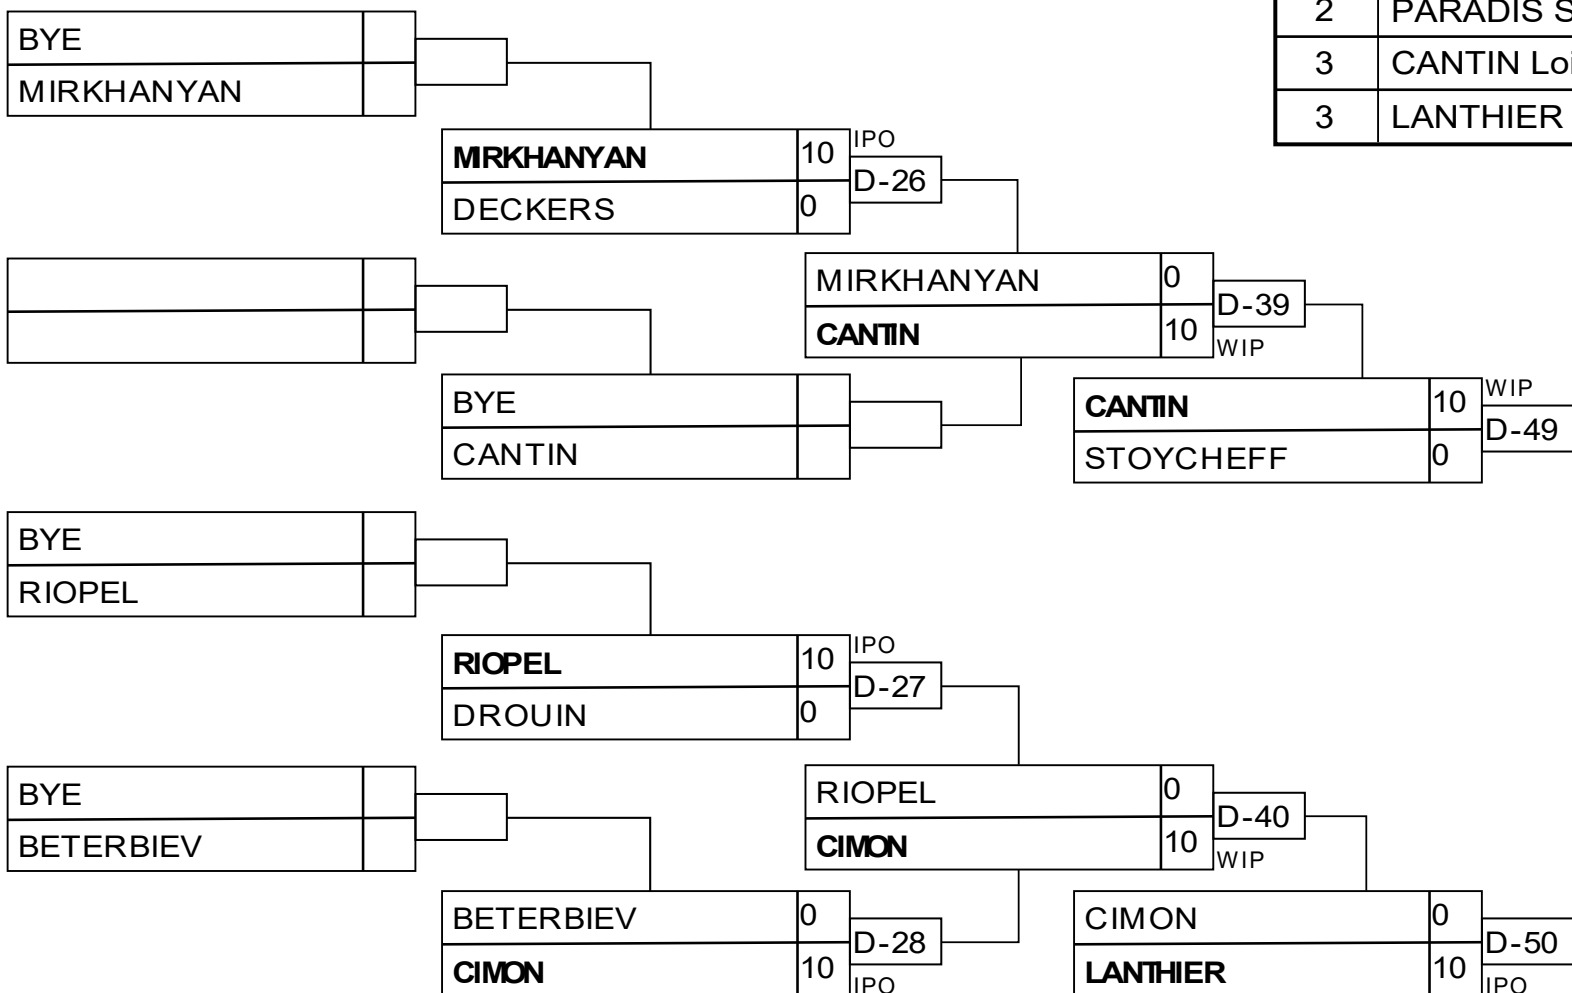 2 PARADIS S
3 CANTIN Loi
3 LANTHIER
BYE
MIRKHANYAN
MIRKHANYAN 10 IPO
D-26
DECKERS 0
MIRKHANYAN 0
D-39
CANTIN 10 WIP
BYE
CANTIN
CANTIN 10 WIP
D-49
STOYCHEFF 0
BYE
RIOPEL
RIOPEL 10 IPO
D-27
DROUIN 0
BYE
BETERBIEV
RIOPEL 0
D-40
CIMON 10 WIP
BETERBIEV 0
D-28
CIMON 10 IPO
CIMON 0
D-50
LANTHIER 10 IPO